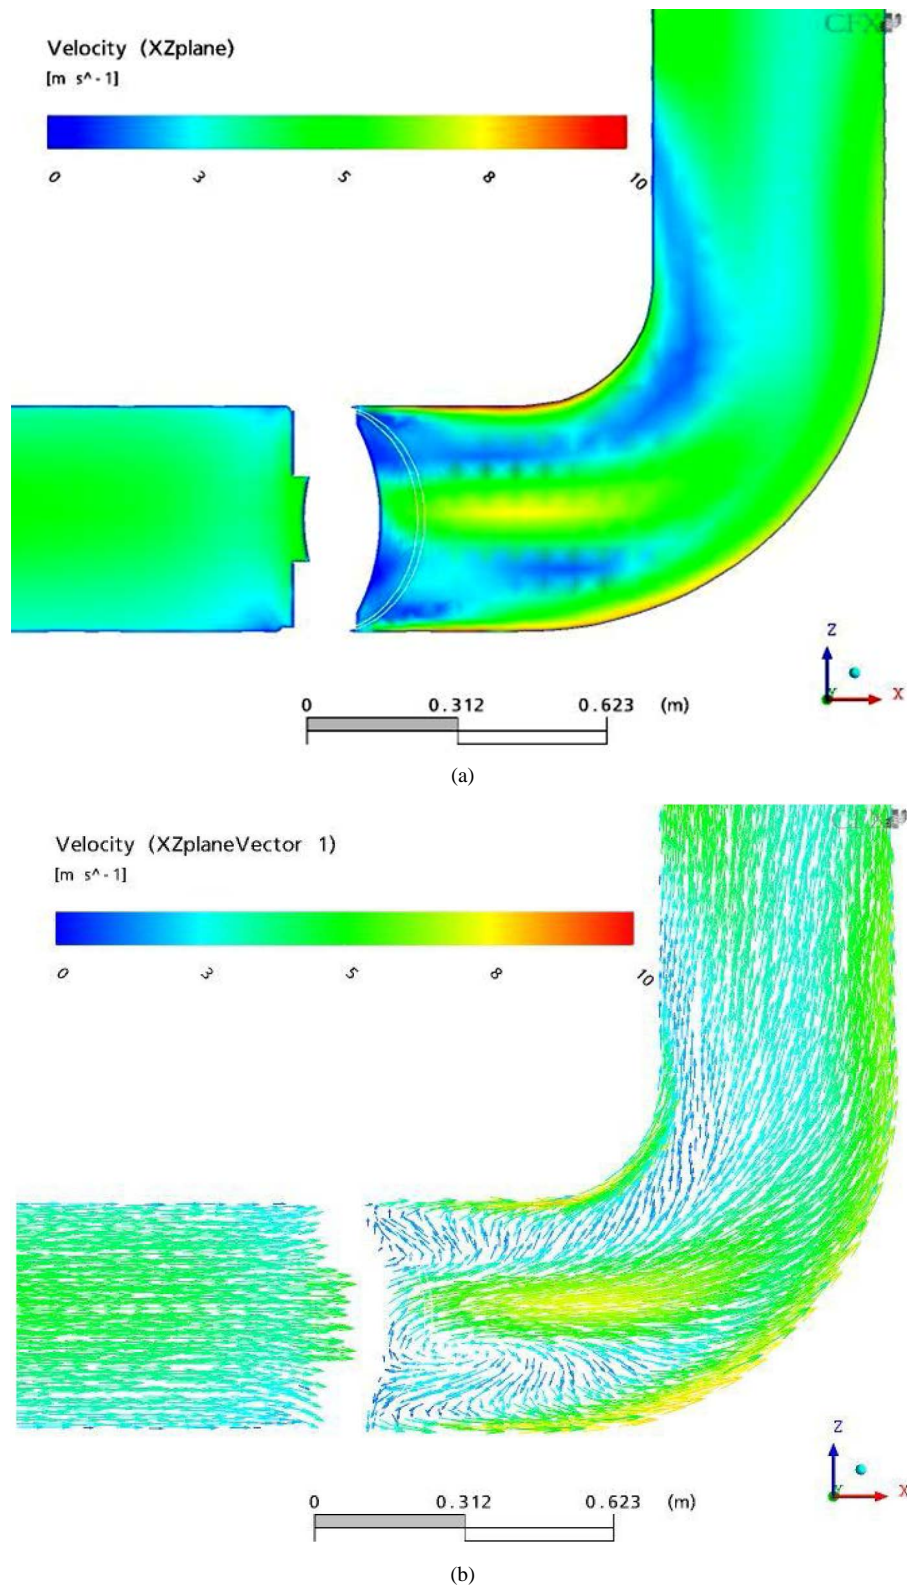 CFX
Velocity (XZplane)
[m s^-1]
0 3 5 8 10
Z
X
Y
0 0.312 0.623 (m)
(a)
CFX
Velocity (XZplaneVector 1)
[m s^-1]
0 3 5 8 10
Z
X
Y
0 0.312 0.623 (m)
(b)